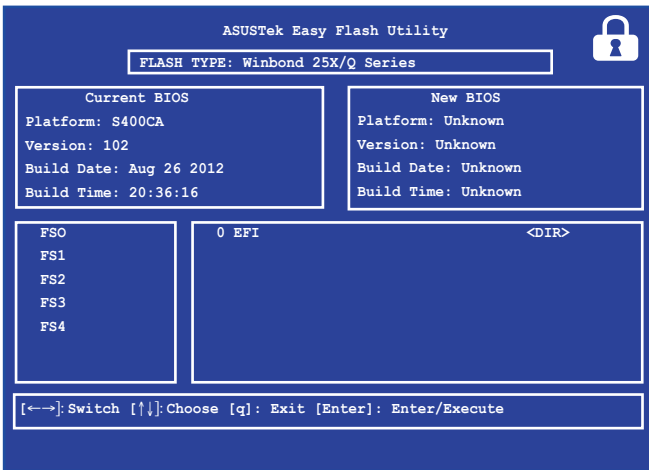 ASUSTek Easy Flash Utility
FLASH TYPE: Winbond 25X/Q Series
Current BIOS
Platform: S400CA
Version: 102
Build Date: Aug 26 2012
Build Time: 20:36:16
New BIOS
Platform: Unknown
Version: Unknown
Build Date: Unknown
Build Time: Unknown
FSO
FS1
FS2
FS3
FS4
0 EFI <DIR>
[←→]: Switch [↑↓]: Choose [q]: Exit [Enter]: Enter/Execute